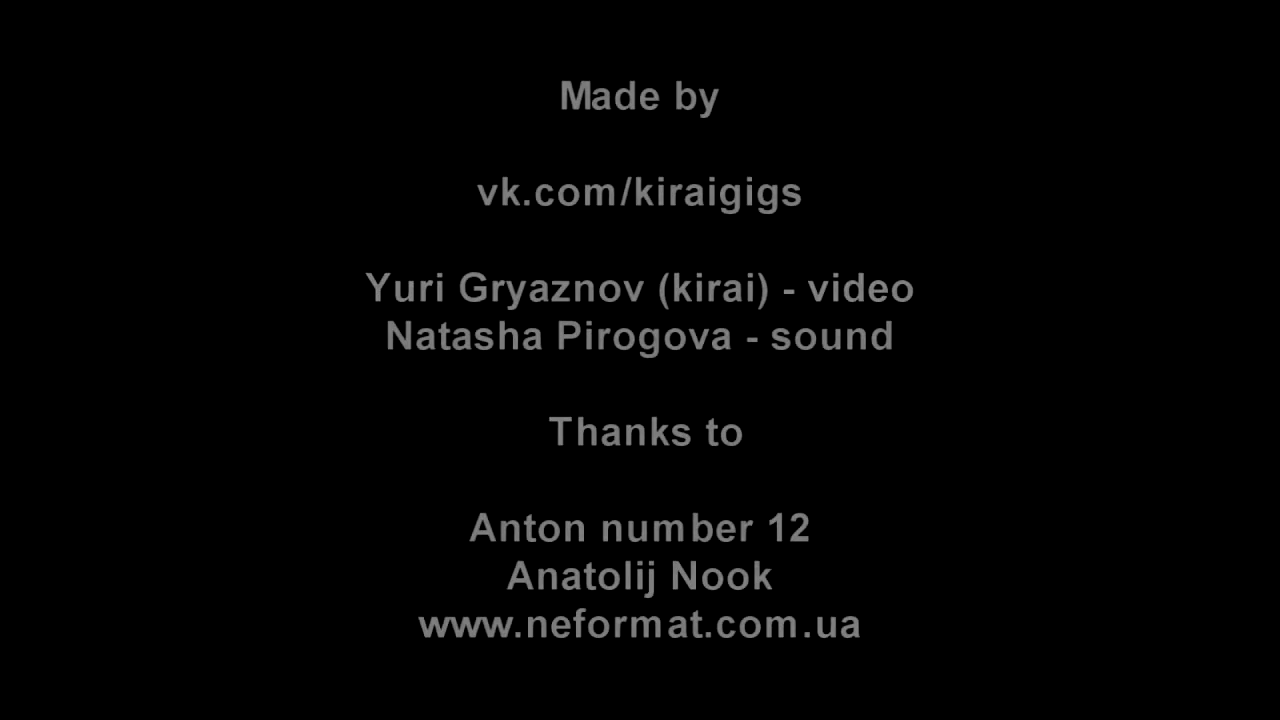 Made by
vk.com/kiraigigs
Yuri Gryaznov (kirai) - video
Natasha Pirogova - sound
Thanks to
Anton number 12
Anatolij Nook
www.neformat.com.ua